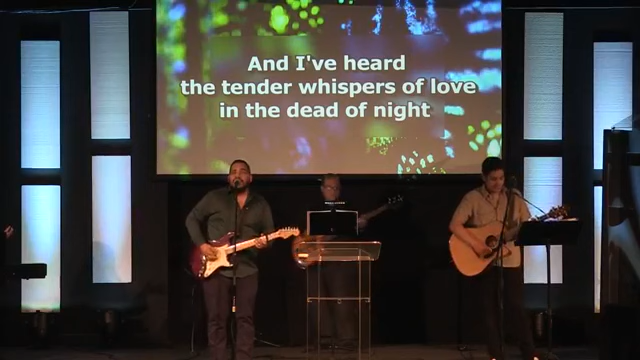 And I've heard
the tender whispers of love
in the dead of night